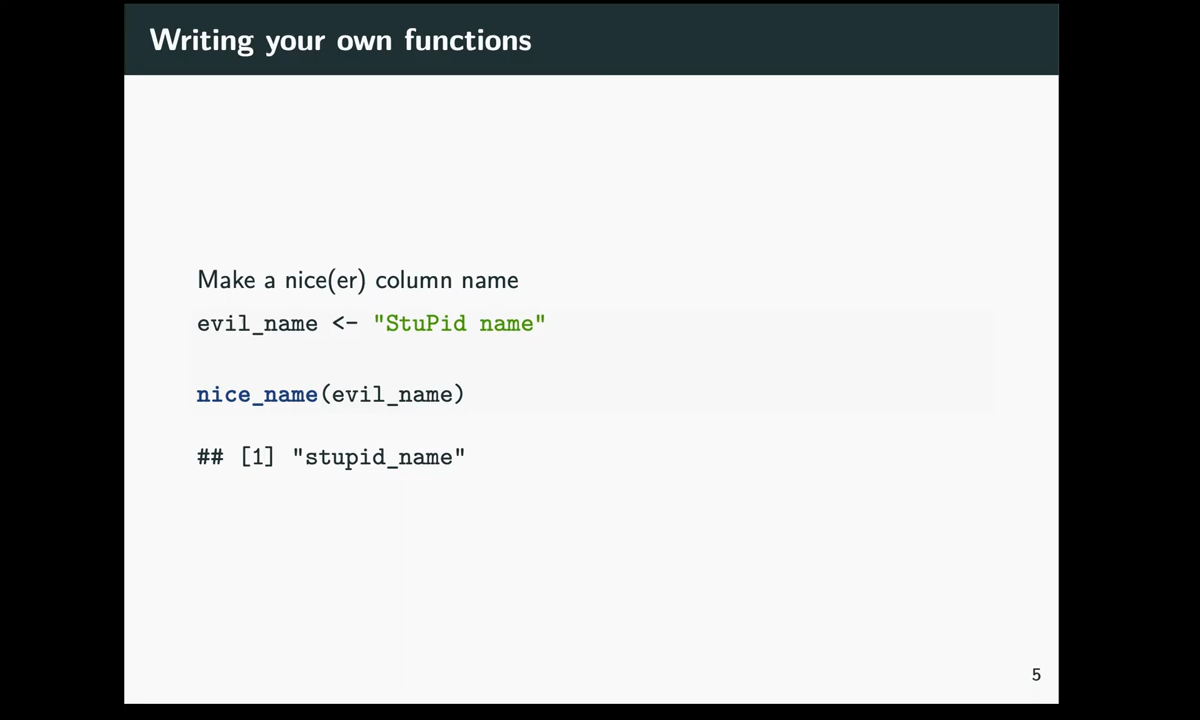 Writing your own functions
Make a nice(er) column name
evil_name <- "StuPid name"
nice_name(evil_name)
## [1] "stupid_name"
5